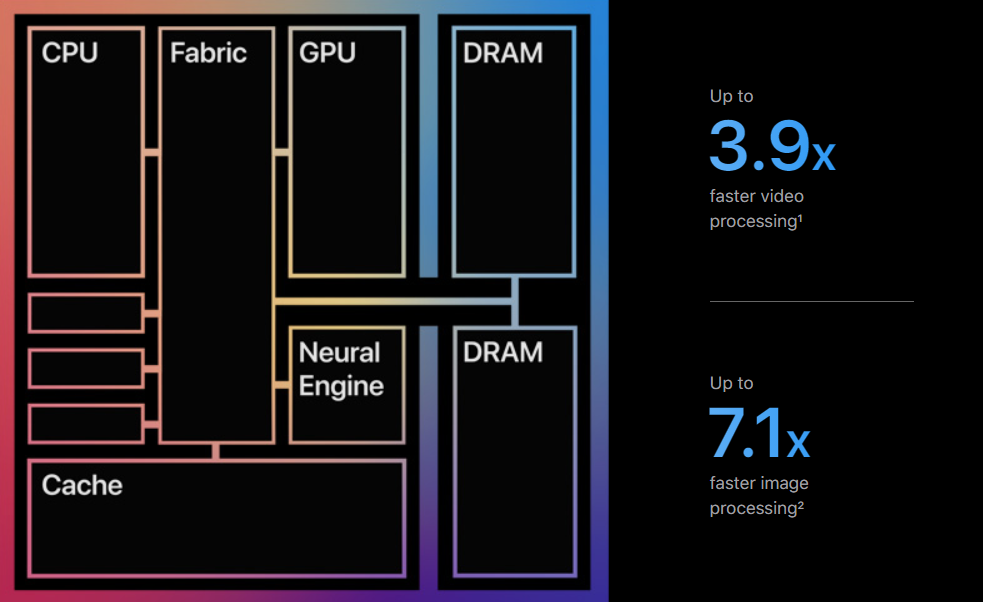 CPU
Fabric
GPU
DRAM
Neural
Engine
DRAM
Cache
Up to
3.9x
faster video
processing¹
Up to
7.1x
faster image
processing²